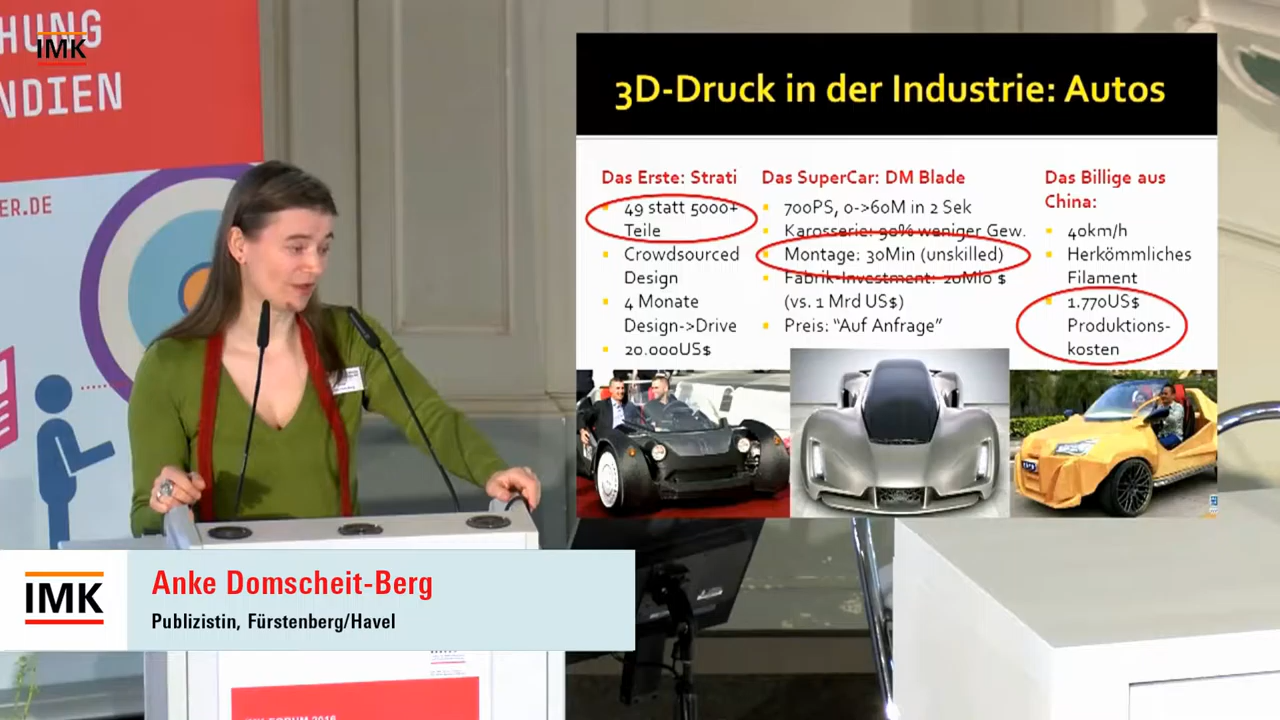 HUNG
IMK
NDIEN
ER.DE
3D-Druck in der Industrie: Autos
Das Erste: Strati
49 statt 5000+
Teile
Crowdsourced
Design
4 Monate
Design->Drive
20.000US$
Das SuperCar: DM Blade
700PS, 0->60M in 2 Sek
Karosserie: 90% weniger Gew.
Montage: 30Min (unskilled)
Fabrik-Investment: 20Mio $
(vs. 1 Mrd US$)
Preis: “Auf Anfrage”
Das Billige aus
China:
40km/h
Herkömmliches
Filament
1.770US$
Produktions-
kosten
IMK
Anke Domscheit-Berg
Publizistin, Fürstenberg/Havel